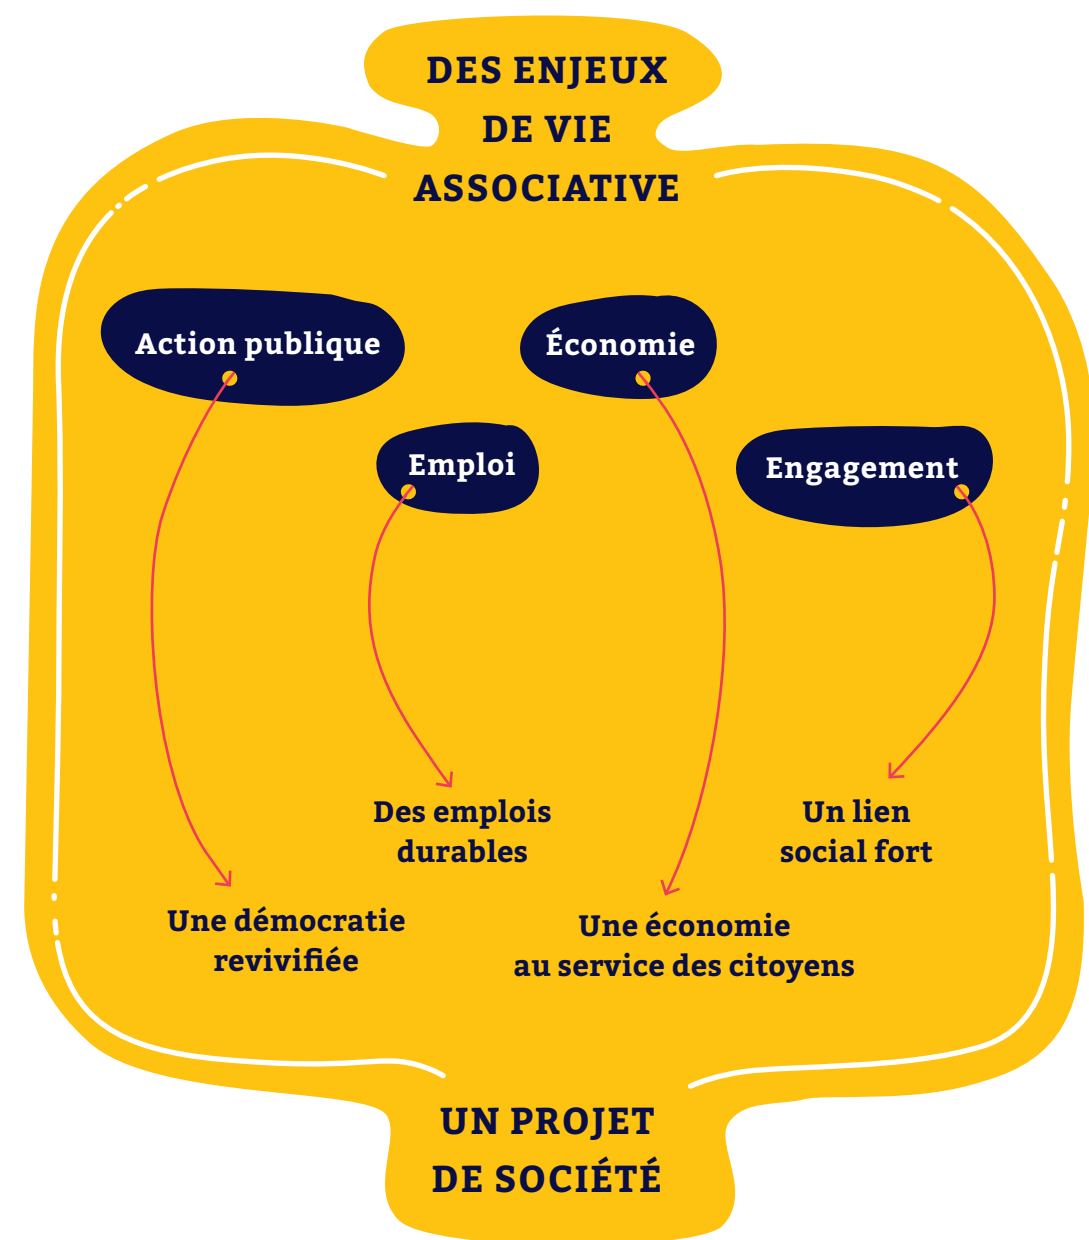 DES ENJEUX
DE VIE
ASSOCIATIVE
Action publique
Économie
Emploi
Engagement
Des emplois
durables
Un lien
social fort
Une démocratie
revivifiée
Une économie
au service des citoyens
UN PROJET
DE SOCIÉTÉ